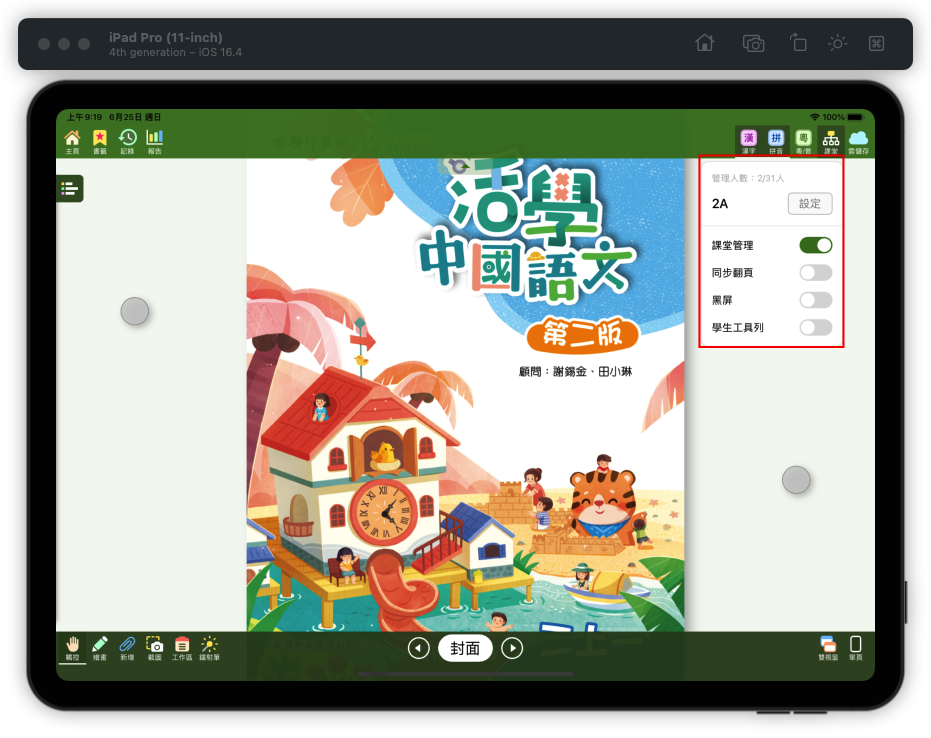 iPad Pro (11-inch)
4th generation – iOS 16.4
上午9:19 6月25日 週日
100%
主頁 書籤 記錄 報告
漢 拼 粵
漢字 拼音 粵/普 課堂 雲儲存
管理人數：2/31人
2A 設定
課堂管理
同步翻頁
黑屏
學生工具列
活學
中國語文
第二版
顧問：謝錫金、田小琳
XII
觸控 繪畫 新增 截圖 工作區 鐳射筆
封面
雙視窗 單頁